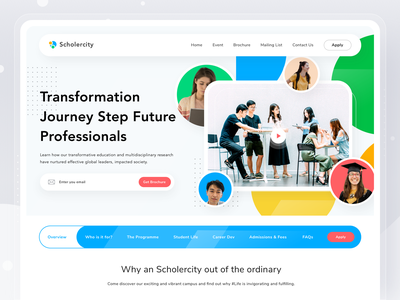 Scholercity
Home Event Brochure Mailing List Contact Us Apply
Transformation
Journey Step Future
Professionals
Learn how our transformative education and multidisciplinary research
have nurtured effective global leaders, impacted society.
Enter you email Get Brochure
Overview Why is it for? The Programme Student Life Career Dev Admissions & Fees FAQs Apply
Why an Scholercity out of the ordinary
Come discover our exciting and vibrant campus and find out why #Life is invigorating and fulfilling.